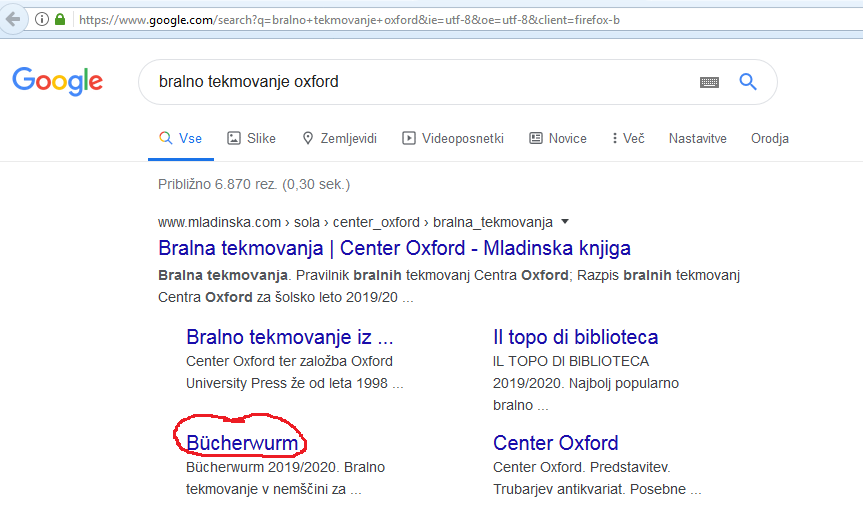 https://www.google.com/search?q=bralno+tekmovanje+oxford&ie=utf-8&oe=utf-8&client=firefox-b
Google
bralno tekmovanje oxford
Vse Slike Zemljevidi Videoposnetki Novice Več Nastavitve Orodja
Približno 6.870 rez. (0,30 sek.)
www.mladinska.com › sola › center_oxford › bralna_tekmovanja
Bralna tekmovanja | Center Oxford - Mladinska knjiga
Bralna tekmovanja. Pravilnik bralnih tekmovanj Centra Oxford; Razpis bralnih tekmovanj
Centra Oxford za šolsko leto 2019/20 ...
Bralno tekmovanje iz ...
Center Oxford ter založba Oxford
University Press že od leta 1998 ...
Il topo di biblioteca
IL TOPO DI BIBLIOTECA
2019/2020. Najbolj popularno
bralno ...
Bücherwurm
Bücherwurm 2019/2020. Bralno
tekmovanje v nemščini za ...
Center Oxford
Center Oxford. Predstavitev.
Trubarjev antikvariat. Posebne ...